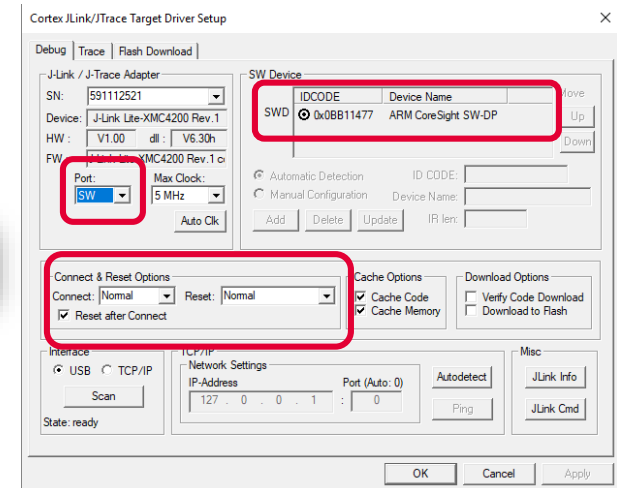 Cortex JLink/JTrace Target Driver Setup
Debug Trace Flash Download
J-Link / J-Trace Adapter
SN: 591112521
Device: J-Link Lite-XMC4200 Rev.1
HW : V1.00 dll : V6.30h
FW : J-Link Lite-XMC4200 Rev.1 c
Port: Max Clock:
SW 5 MHz
Auto Clk
SW Device
IDCODE Device Name Move
SWD 0x0BB11477 ARM CoreSight SW-DP Up
Down
Automatic Detection ID CODE:
Manual Configuration Device Name:
Add Delete Update IR len:
Connect & Reset Options
Connect: Normal Reset: Normal
Reset after Connect
Cache Options
Cache Code
Cache Memory
Download Options
Verify Code Download
Download to Flash
Interface
USB TCP/IP
Scan
State: ready
TCP/IP
Network Settings
IP-Address Port (Auto: 0)
127 . 0 . 0 . 1 : 0
Autodetect
Ping
Misc
JLink Info
JLink Cmd
OK Cancel Apply